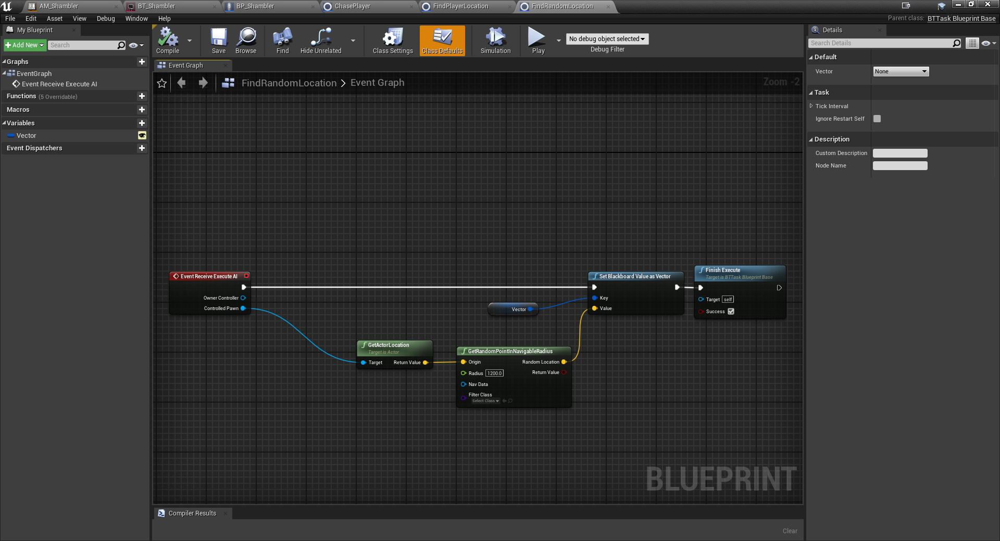 AM_Shambler
BT_Shambler
BP_Shambler
ChasePlayer
FindPlayerLocation
FindRandomLocation
File Edit Asset View Debug Window Help
Parent class: BTTask Blueprint Base
My Blueprint
Add New
Search
Graphs
EventGraph
Event Receive Execute AI
Functions (5 Overridable)
Macros
Variables
Vector
Event Dispatchers
Compile
Save
Browse
Find
Hide Unrelated
Class Settings
Class Defaults
Simulation
Play
No debug object selected
Debug Filter
Event Graph
FindRandomLocation > Event Graph
Zoom -2
Event Receive Execute AI
Owner Controller
Controlled Pawn
GetActorLocation
Target is Actor
Target Return Value
Vector
GetRandomPointInNavigableRadius
Origin Random Location
Radius 1200.0 Return Value
Nav Data
Filter Class
Select Class
Set Blackboard Value as Vector
Key
Value
Finish Execute
Target is BTTask Blueprint Base
Target self
Success
BLUEPRINT
Compiler Results
Clear
Details
Search Details
Default
Vector None
Task
Tick Interval
Ignore Restart Self
Description
Custom Description
Node Name